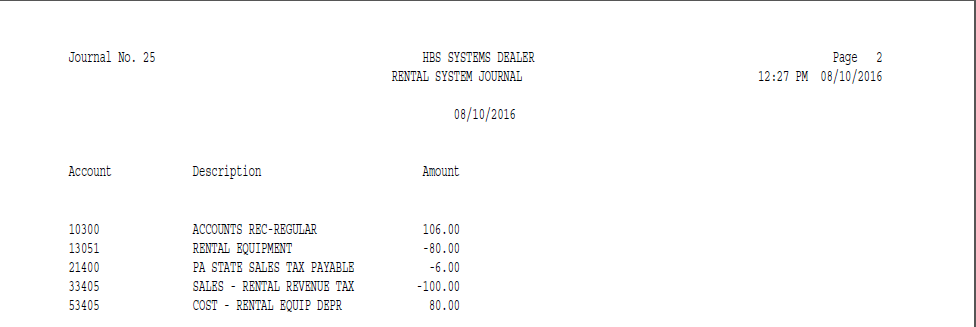 Journal No. 25 HBS SYSTEMS DEALER Page 2
RENTAL SYSTEM JOURNAL 12:27 PM 08/10/2016
08/10/2016
Account Description Amount
10300 ACCOUNTS REC-REGULAR 106.00
13051 RENTAL EQUIPMENT -80.00
21400 PA STATE SALES TAX PAYABLE -6.00
33405 SALES - RENTAL REVENUE TAX -100.00
53405 COST - RENTAL EQUIP DEPR 80.00